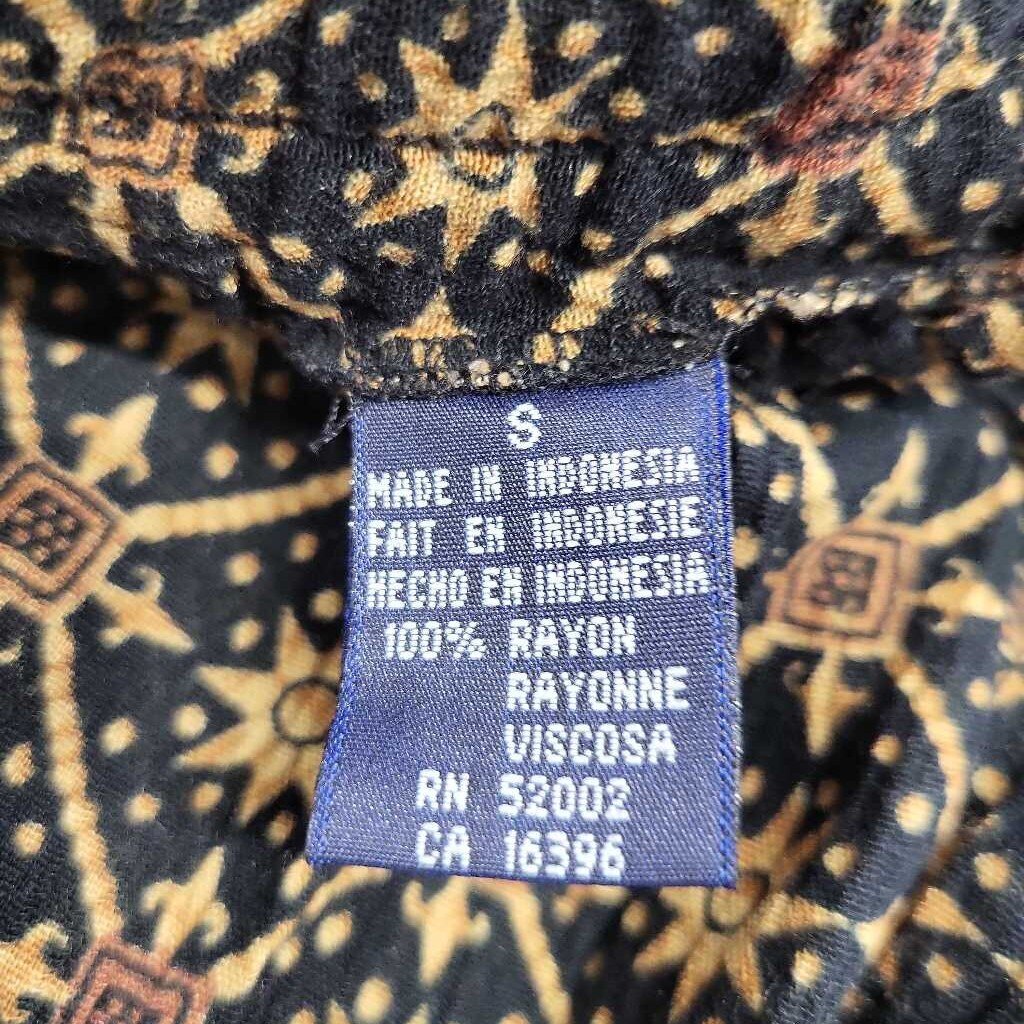 S
MADE IN INDONESIA
FAIT EN INDONESIE
HECHO EN INDONESIA
100% RAYON
RAYONNE
VISCOSA
RN 52002
CA 16396